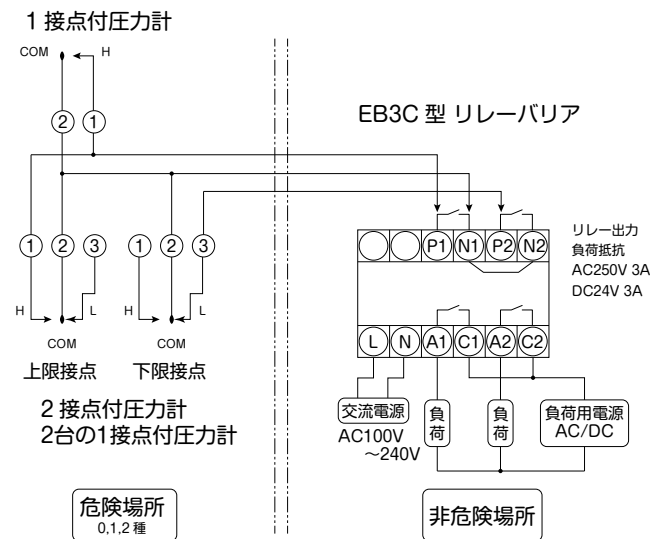 1 接点付圧力計
COM H
② ①
EB3C 型 リレーバリア
① ② ③ ① ② ③
P1 N1 P2 N2
リレー出力
負荷抵抗
AC250V 3A
DC24V 3A
H L H L
COM COM
上限接点 下限接点
L N A1 C1 A2 C2
2 接点付圧力計
2台の1接点付圧力計
交流電源
AC100V
～240V
負荷
負荷
負荷用電源
AC/DC
危険場所
0,1,2 種
非危険場所